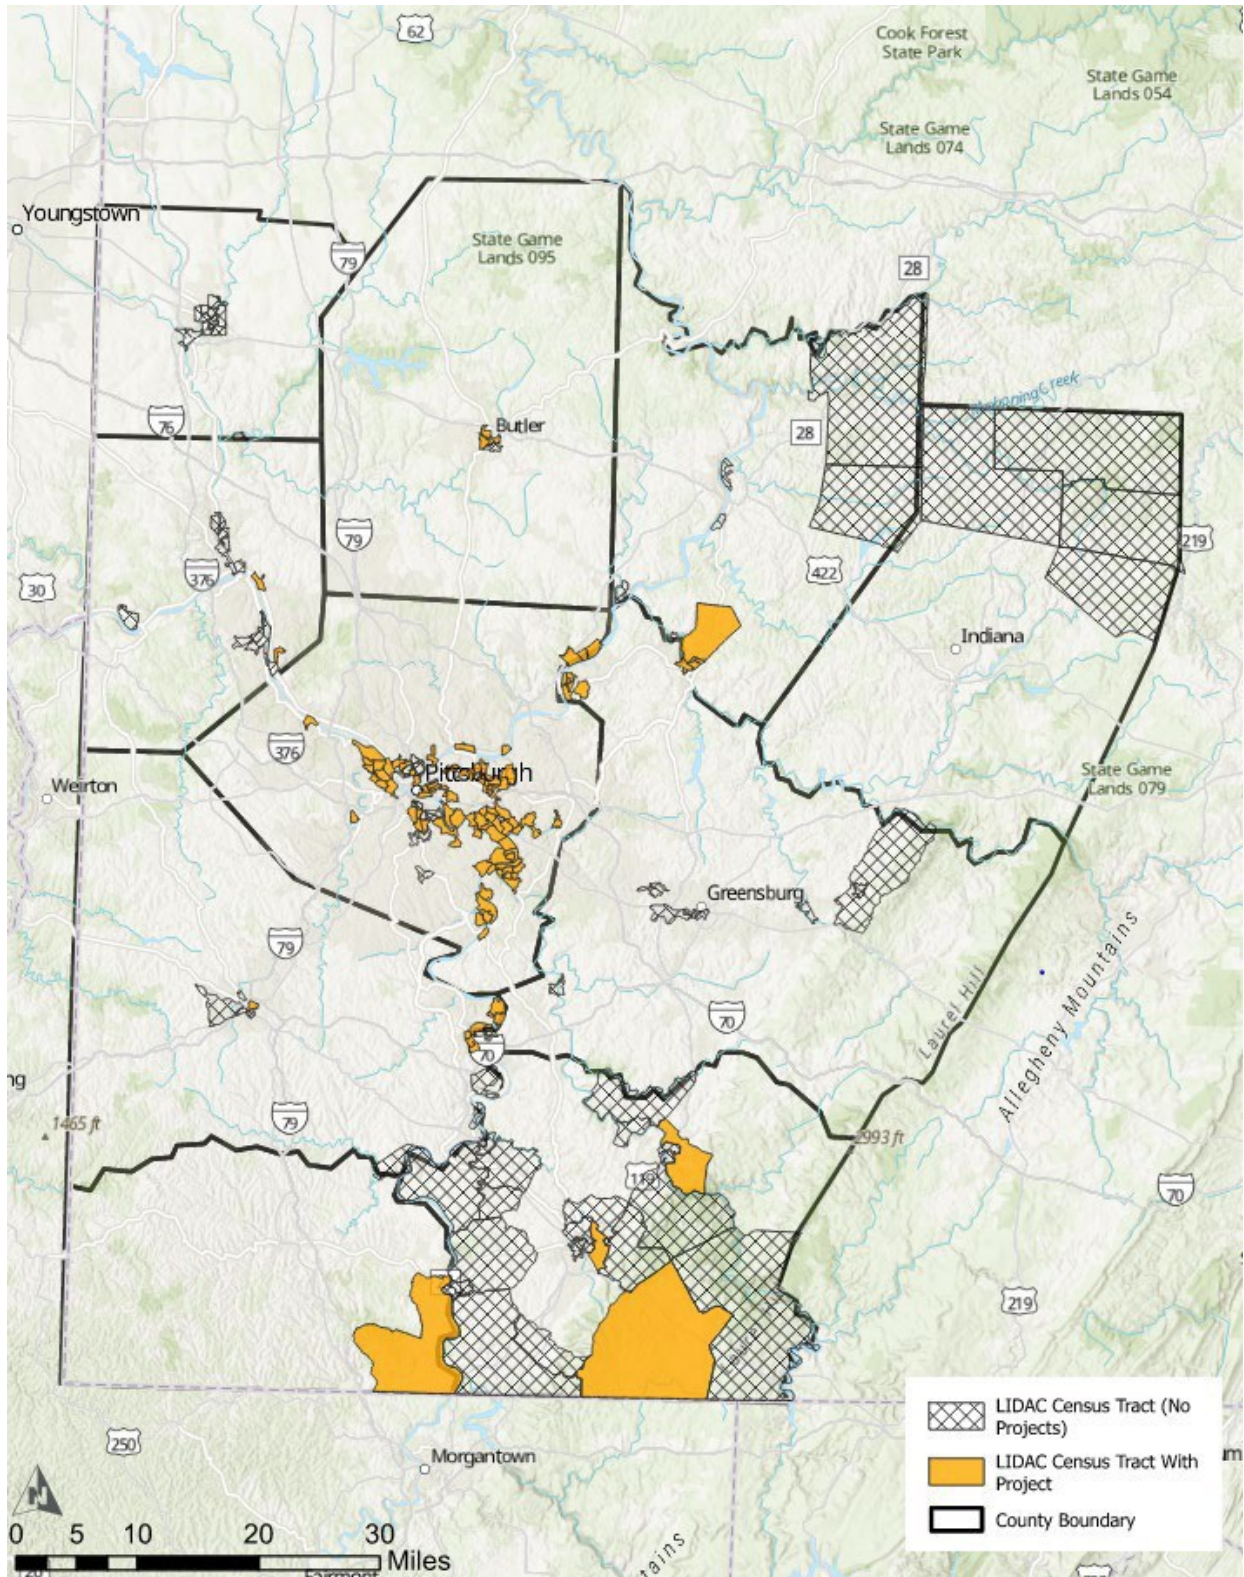 62
Cook Forest
State Park
State Game
Lands 054
State Game
Lands 074
Youngstown
State Game
Lands 095
79
28
76
Butler
28
79
219
376
30
422
Indiana
376
Pittsburgh
State Game
Lands 079
Weirton
Greensburg
79
Laurel Hill
Allegheny Mountains
70
70
79
1465 ft
2993 ft
119
70
219
250
Morgantown
LIDAC Census Tract (No
Projects)
LIDAC Census Tract With
Project
County Boundary
N
0 5 10 20 30
Miles